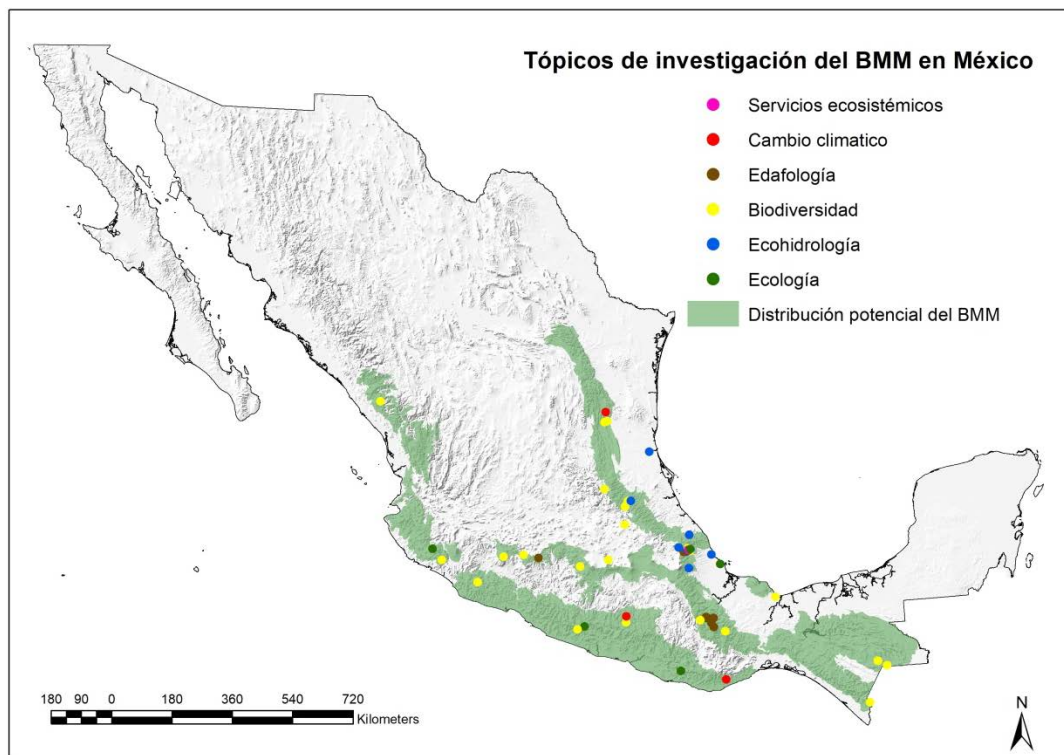 Tópicos de investigación del BMM en México
Servicios ecosistémicos
Cambio climatico
Edafología
Biodiversidad
Ecohidrología
Ecología
Distribución potencial del BMM
180 90 0 180 360 540 720
Kilometers
N